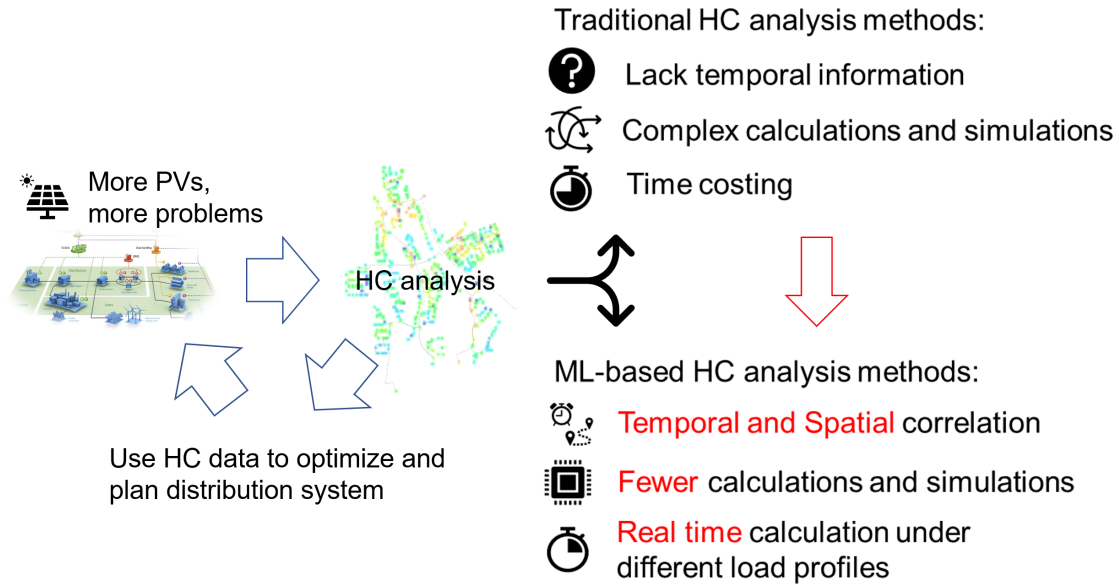 More PVs,
more problems
HC analysis
Use HC data to optimize and
plan distribution system
Traditional HC analysis methods:
Lack temporal information
Complex calculations and simulations
Time costing
ML-based HC analysis methods:
Temporal and Spatial correlation
Fewer calculations and simulations
Real time calculation under
different load profiles